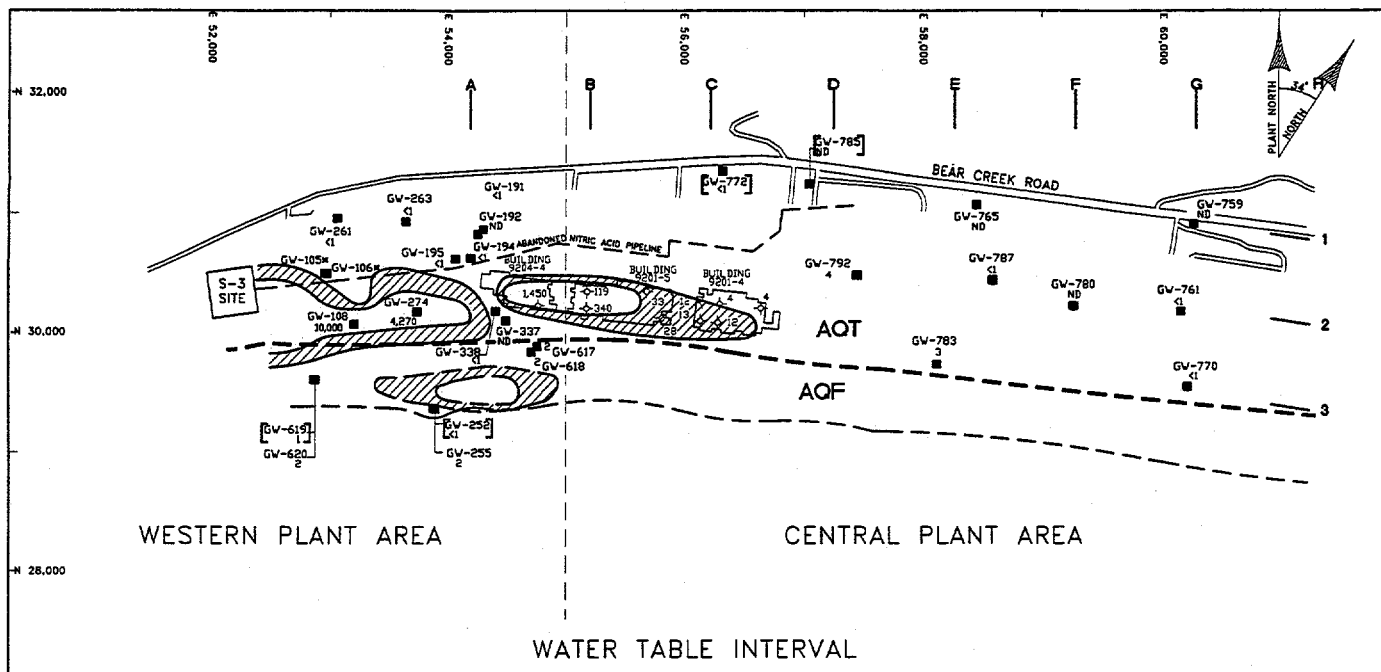 E 52,000
E 54,000
E 56,000
E 58,000
E 60,000
N 32,000
A
B
C
D
E
F
G
H
34°
PLANT NORTH
NORTH
GW-785
ND
BEAR CREEK ROAD
GW-772
<1
GW-191
<1
GW-263
<1
GW-192
ND
GW-261
<1
GW-765
ND
GW-759
ND
1
ABANDONED NITRIC ACID PIPELINE
GW-194
<1
GW-195
<1
GW-105*
GW-106*
S-3
SITE
BUILDING
9204-4
BUILDING
9201-5
BUILDING
9201-4
GW-792
4
GW-787
<1
GW-780
ND
GW-761
<1
GW-274
4,270
GW-108
10,000
1,450
119
340
33
13
28
4
4
12
N 30,000
2
AQT
GW-337
ND
GW-338
<1
2
GW-617
2
GW-618
GW-783
3
GW-770
<1
AQF
3
GW-619
1
GW-620
2
GW-252
<1
GW-255
2
WESTERN PLANT AREA
CENTRAL PLANT AREA
N 28,000
WATER TABLE INTERVAL